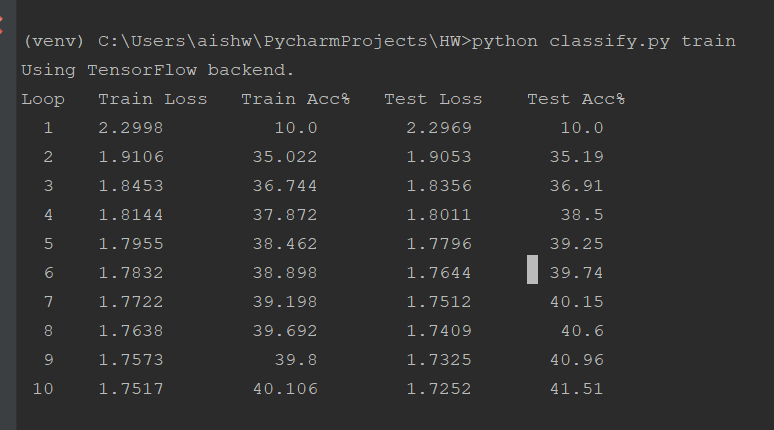 (venv) C:\Users\aishw\PycharmProjects\HW>python classify.py train
Using TensorFlow backend.
Loop Train Loss Train Acc% Test Loss Test Acc%
1 2.2998 10.0 2.2969 10.0
2 1.9106 35.022 1.9053 35.19
3 1.8453 36.744 1.8356 36.91
4 1.8144 37.872 1.8011 38.5
5 1.7955 38.462 1.7796 39.25
6 1.7832 38.898 1.7644 39.74
7 1.7722 39.198 1.7512 40.15
8 1.7638 39.692 1.7409 40.6
9 1.7573 39.8 1.7325 40.96
10 1.7517 40.106 1.7252 41.51